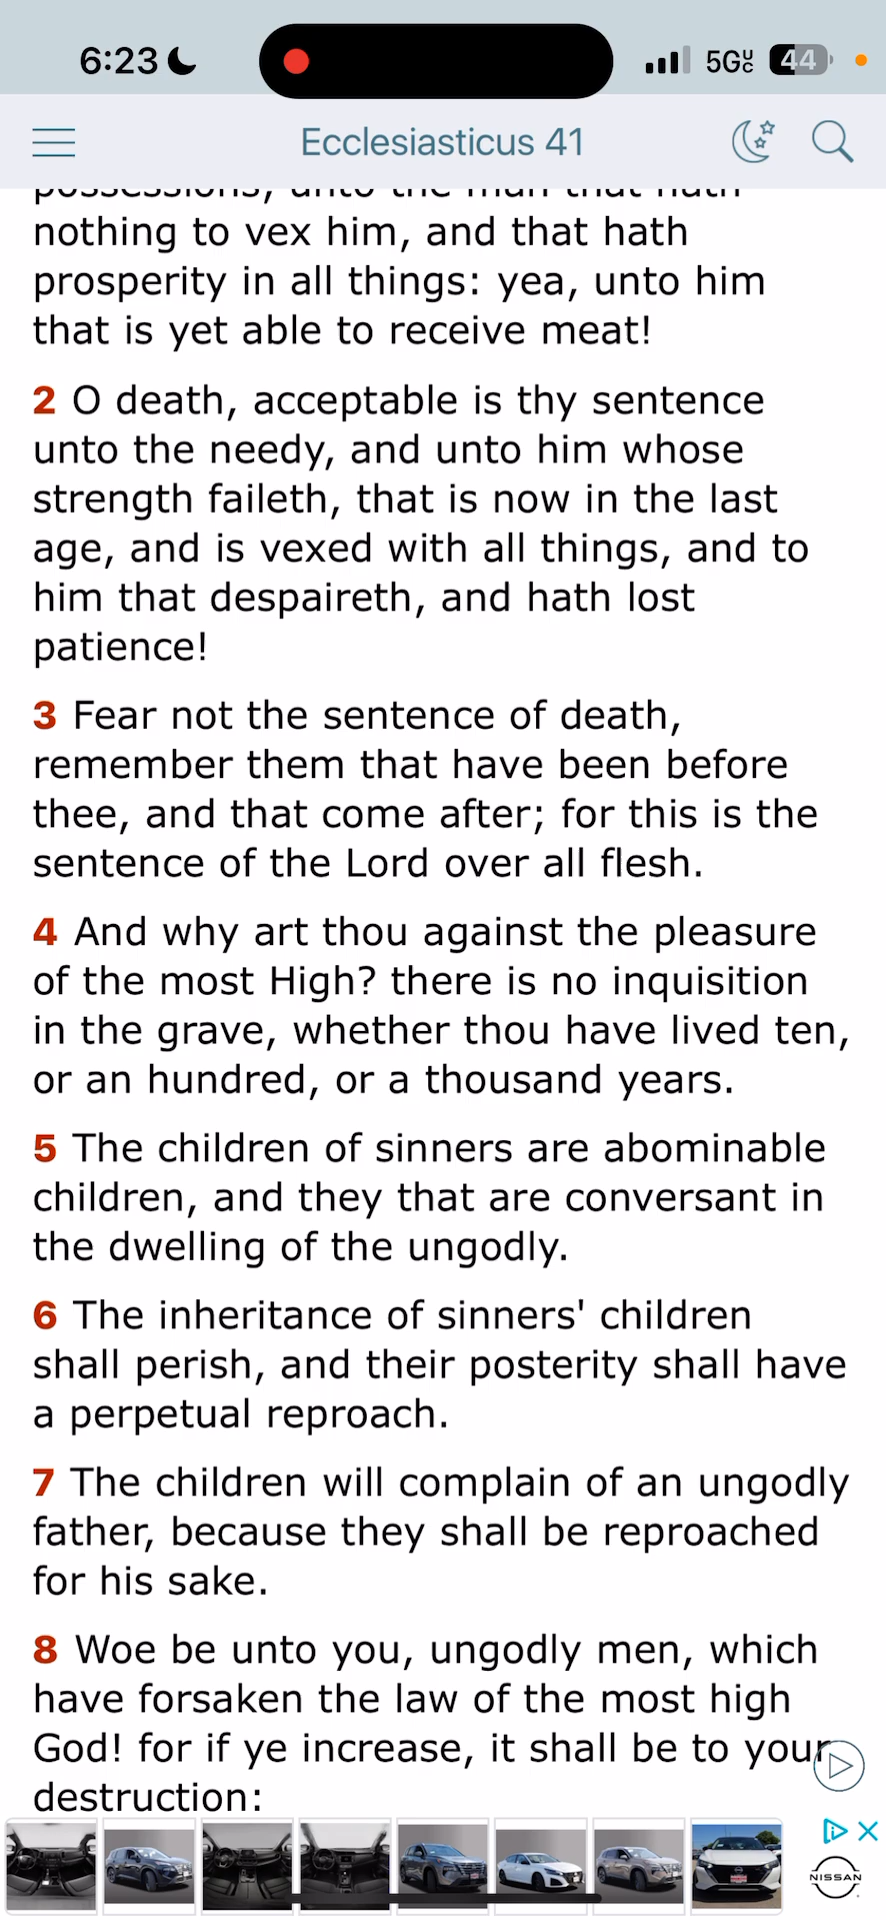 6:23
5G
44
Ecclesiasticus 41
possessions, unto the man that hath
nothing to vex him, and that hath
prosperity in all things: yea, unto him
that is yet able to receive meat!
2 O death, acceptable is thy sentence
unto the needy, and unto him whose
strength faileth, that is now in the last
age, and is vexed with all things, and to
him that despaireth, and hath lost
patience!
3 Fear not the sentence of death,
remember them that have been before
thee, and that come after; for this is the
sentence of the Lord over all flesh.
4 And why art thou against the pleasure
of the most High? there is no inquisition
in the grave, whether thou have lived ten,
or an hundred, or a thousand years.
5 The children of sinners are abominable
children, and they that are conversant in
the dwelling of the ungodly.
6 The inheritance of sinners' children
shall perish, and their posterity shall have
a perpetual reproach.
7 The children will complain of an ungodly
father, because they shall be reproached
for his sake.
8 Woe be unto you, ungodly men, which
have forsaken the law of the most high
God! for if ye increase, it shall be to your
destruction:
NISSAN